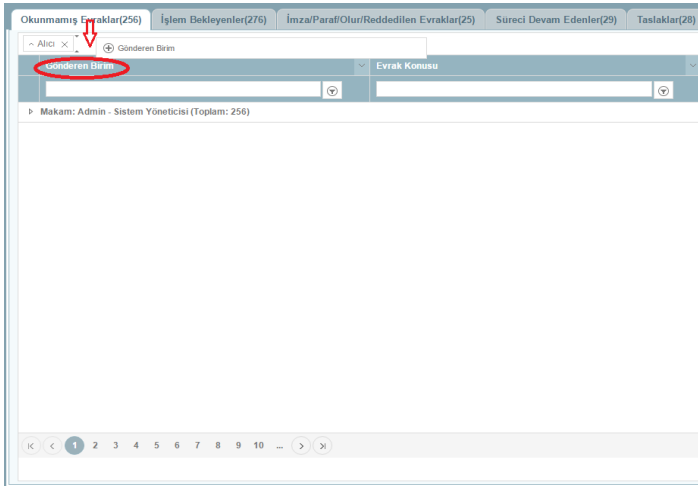 Okunmamış Evraklar(256) İşlem Bekleyenler(276) İmza/Paraf/Olur/Reddedilen Evraklar(25) Süreci Devam Edenler(29) Taslaklar(28)
Alıcı Gönderen Birim
Gönderen Birim Evrak Konusu
Makam: Admin - Sistem Yöneticisi (Toplam: 256)
1 2 3 4 5 6 7 8 9 10 ...